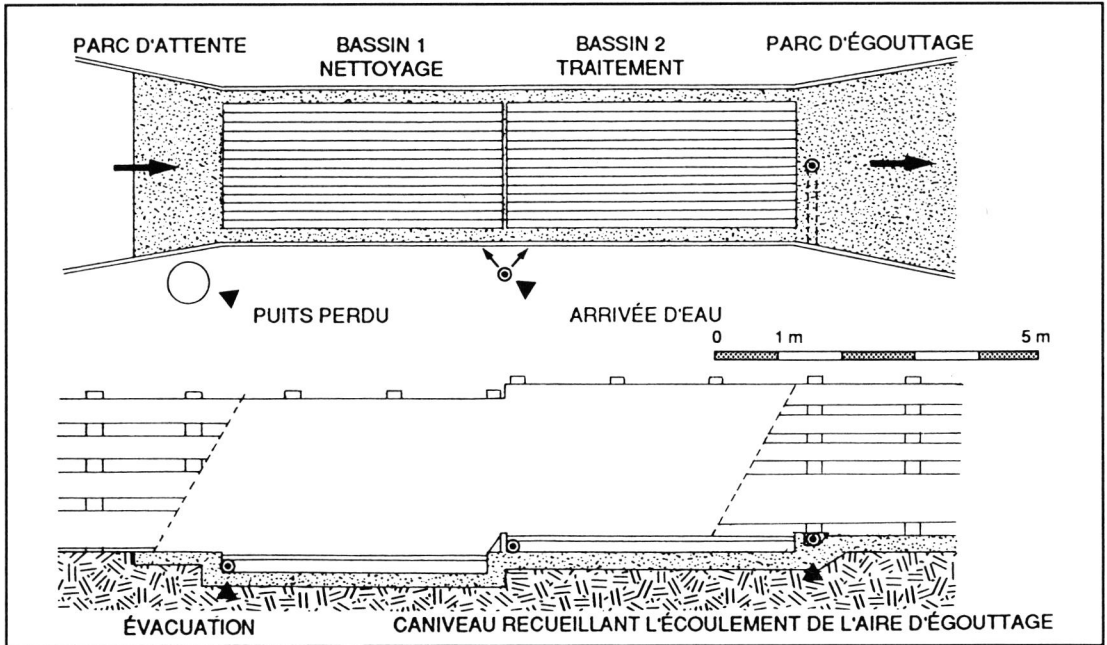 PARC D'ATTENTE
BASSIN 1
NETTOYAGE
BASSIN 2
TRAITEMENT
PARC D'ÉGOUTTAGE
PUITS PERDU
ARRIVÉE D'EAU
0 1 m 5 m
ÉVACUATION
CANIVEAU RECUEILLANT L'ÉCOULEMENT DE L'AIRE D'ÉGOUTTAGE